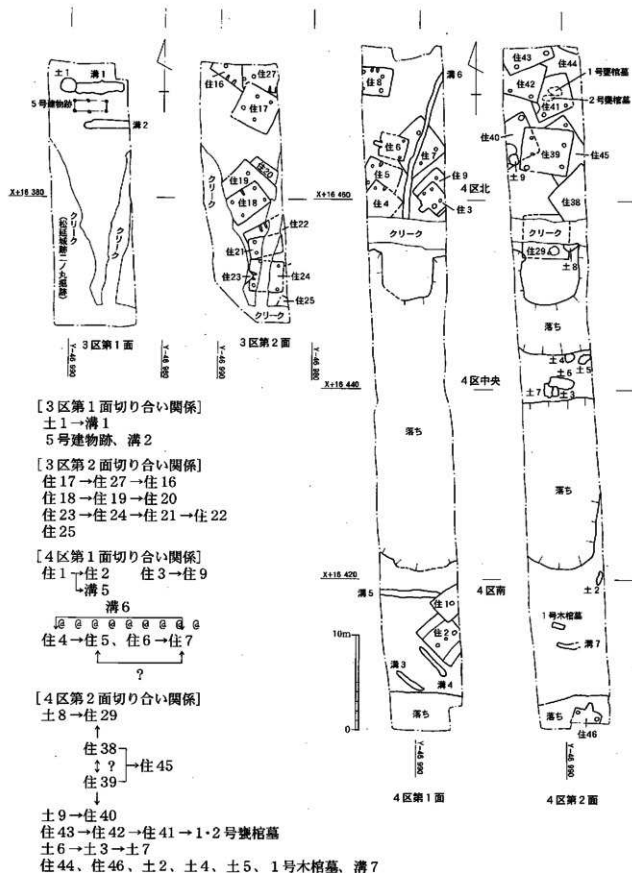 土1
溝1
5号建物跡
溝2
X+16 380
クリーク
クリーク
(松延城跡二ノ丸堀跡)
Y-46 990
Y-46 980
3区第1面
住16
住27
住17
住20
住19
住18
クリーク
住22
住21
住23
住24
住25
クリーク
Y-46 990
Y-46 980
3区第2面
住8
溝6
住6
住7
住5
住9
住4
住3
X+16 460
4区北
クリーク
X+16 440
4区中央
落ち
X+16 420
4区南
溝5
住1
住2
溝3
溝4
落ち
10m
0
Y-46 990
4区第1面
住43
住44
住42
住41
1号甕棺墓
2号甕棺墓
住40
住39
住45
土9
住38
クリーク
住29
土8
落ち
土4
土5
土6
土7
土3
落ち
土2
1号木棺墓
溝7
落ち
住46
Y-46 990
4区第2面
[3区第1面切り合い関係]
土1→溝1
5号建物跡、溝2
[3区第2面切り合い関係]
住17→住27→住16
住18→住19→住20
住23→住24→住21→住22
住25
[4区第1面切り合い関係]
住1→住2 住3→住9
↳溝5
溝6
住4→住5、住6→住7
?
[4区第2面切り合い関係]
土8→住29
↑
住38
↕ ? →住45
住39
↓
土9→住40
住43→住42→住41→1・2号甕棺墓
土6→土3→土7
住44、住46、土2、土4、土5、1号木棺墓、溝7